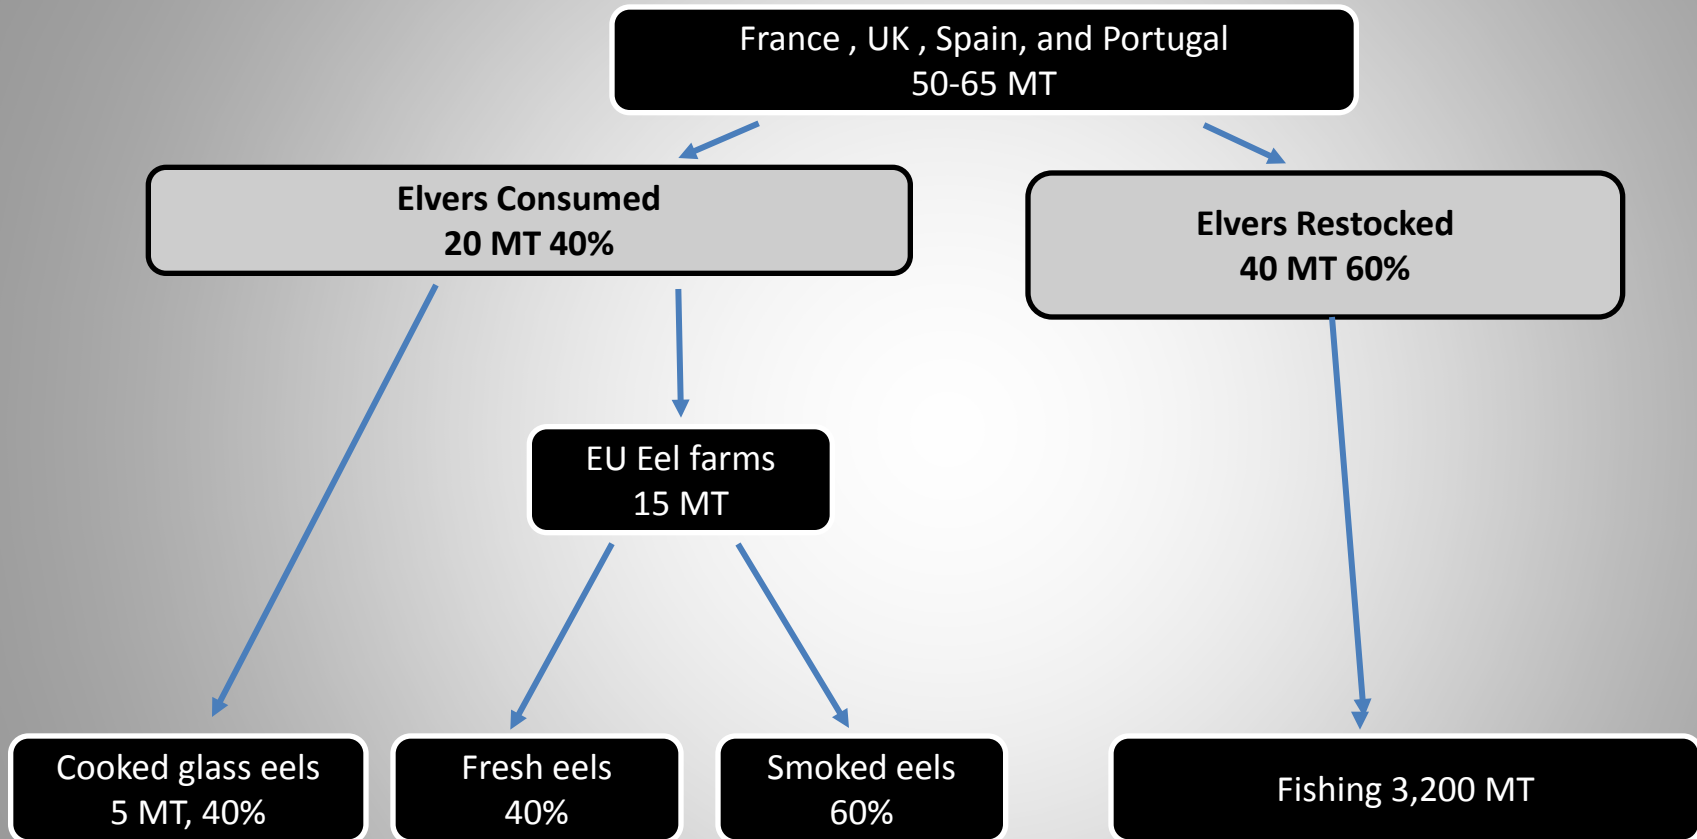 France , UK , Spain, and Portugal
50-65 MT
Elvers Consumed
20 MT 40%
Elvers Restocked
40 MT 60%
EU Eel farms
15 MT
Cooked glass eels
5 MT, 40%
Fresh eels
40%
Smoked eels
60%
Fishing 3,200 MT